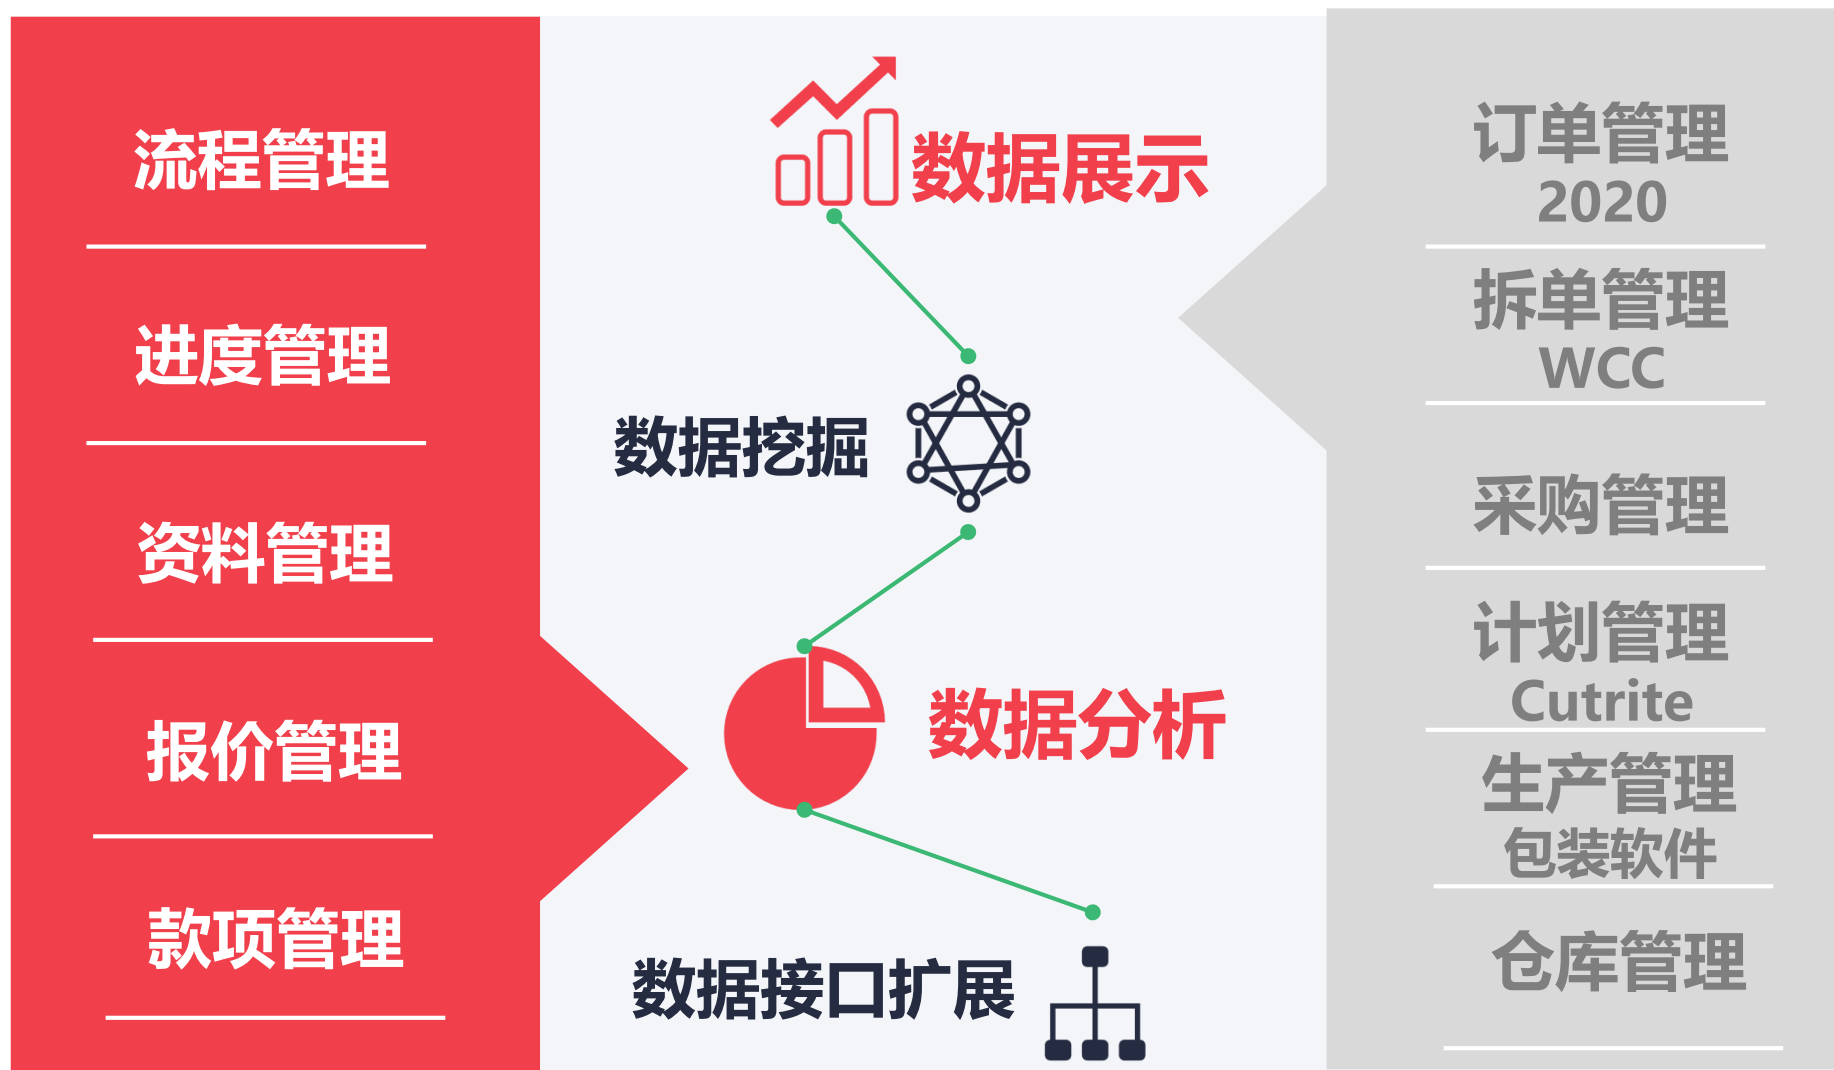 流程管理
进度管理
资料管理
报价管理
款项管理
数据展示
数据挖掘
数据分析
数据接口扩展
订单管理
2020
拆单管理
WCC
采购管理
计划管理
Cutrite
生产管理
包装软件
仓库管理